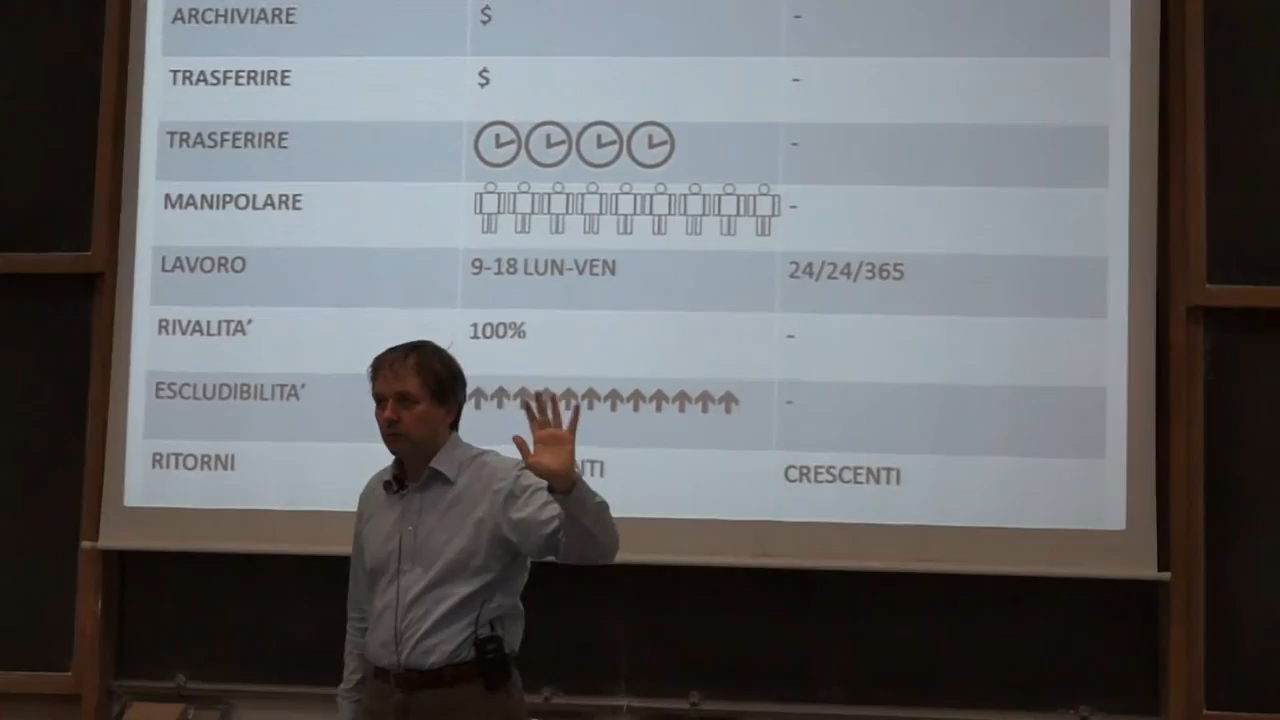 ARCHIVIARE $ -
TRASFERIRE $ -
TRASFERIRE -
MANIPOLARE -
LAVORO 9-18 LUN-VEN 24/24/365
RIVALITA’ 100% -
ESCLUDIBILITA’ -
RITORNI CRESCENTI